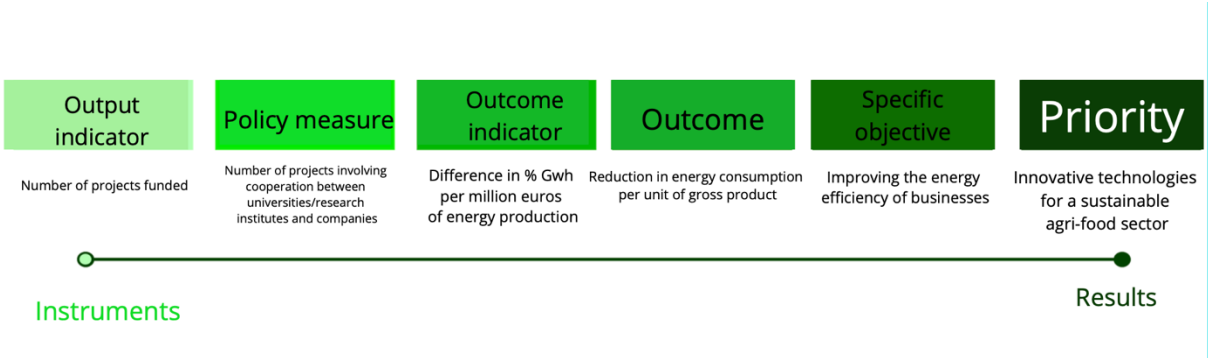 Output
indicator
Policy measure
Outcome
indicator
Outcome
Specific
objective
Priority
Number of projects funded
Number of projects involving
cooperation between
universities/research
institutes and companies
Difference in % Gwh
per million euros
of energy production
Reduction in energy consumption
per unit of gross product
Improving the energy
efficiency of businesses
Innovative technologies
for a sustainable
agri-food sector
Instruments
Results